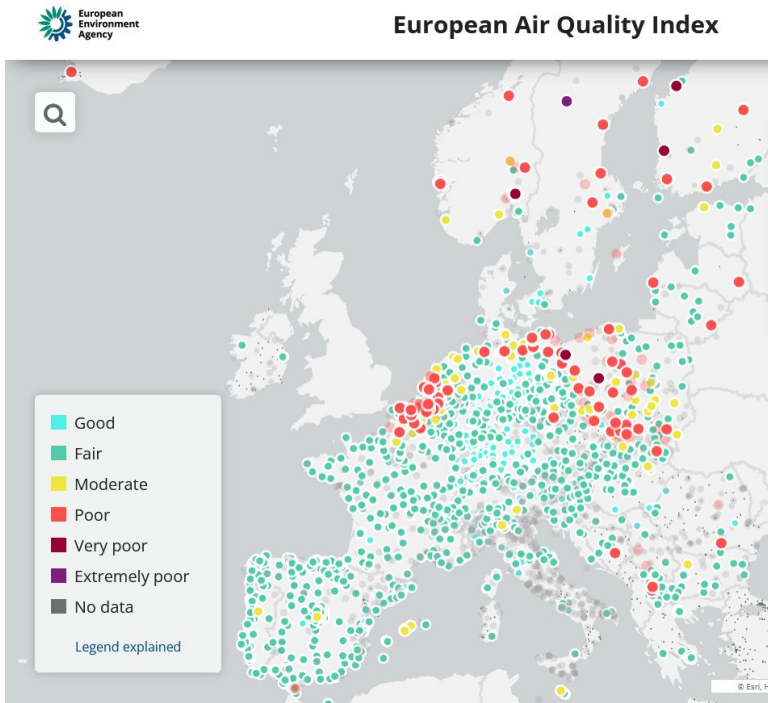 European
Environment
Agency
European Air Quality Index
Good
Fair
Moderate
Poor
Very poor
Extremely poor
No data
Legend explained
© Esri, H